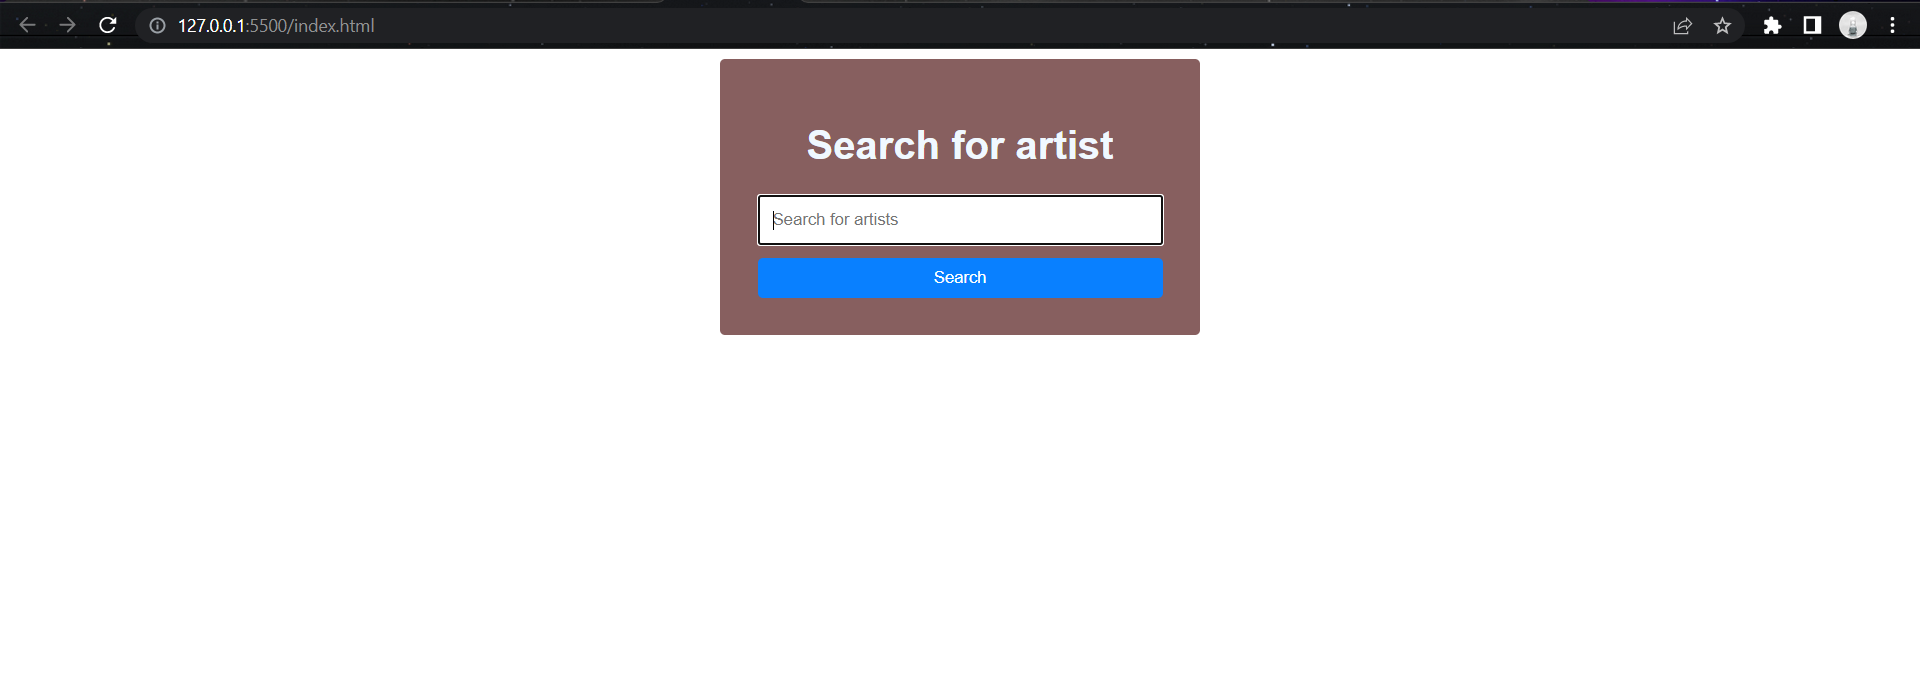 127.0.0.1:5500/index.html
Search for artist
Search for artists
Search